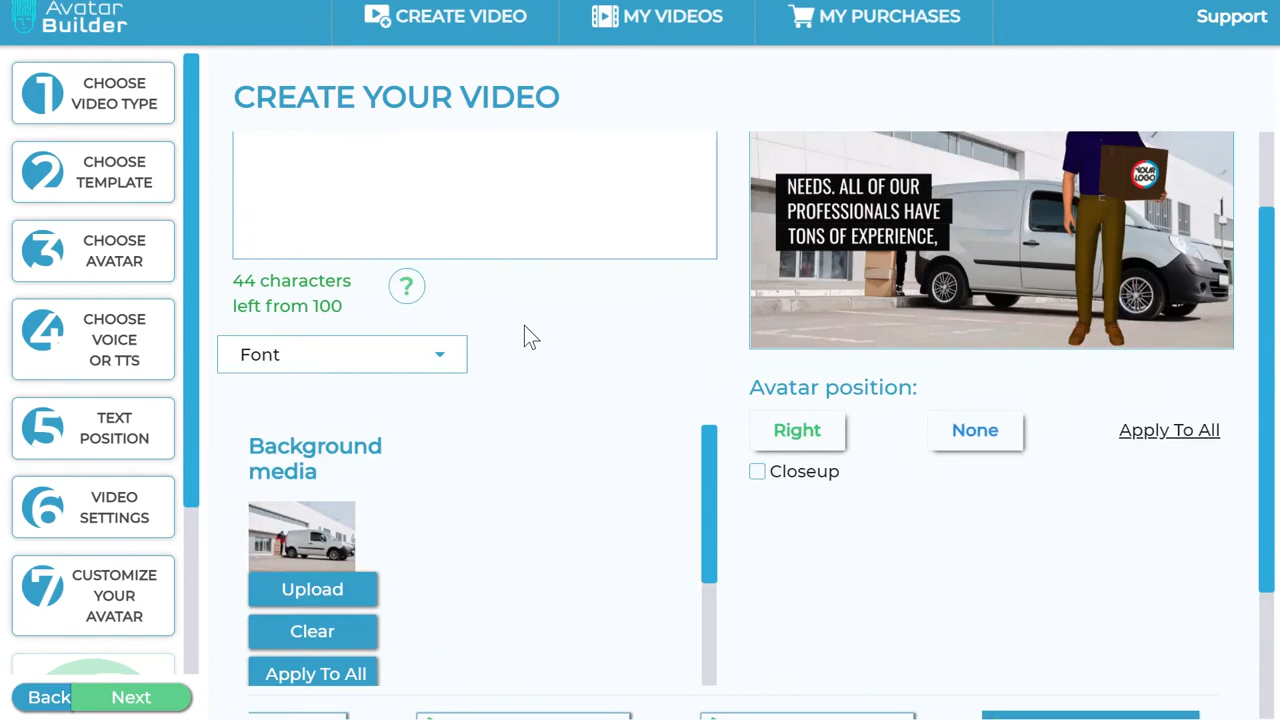 Avatar
Builder
CREATE VIDEO
MY VIDEOS
MY PURCHASES
Support
1
CHOOSE
VIDEO TYPE
2
CHOOSE
TEMPLATE
3
CHOOSE
AVATAR
4
CHOOSE
VOICE
OR TTS
5
TEXT
POSITION
6
VIDEO
SETTINGS
7
CUSTOMIZE
YOUR
AVATAR
Back
Next
CREATE YOUR VIDEO
44 characters
left from 100
?
Font
Background
media
Upload
Clear
Apply To All
NEEDS. ALL OF OUR
PROFESSIONALS HAVE
TONS OF EXPERIENCE,
YOUR
LOGO
Avatar position:
Right
None
Apply To All
Closeup